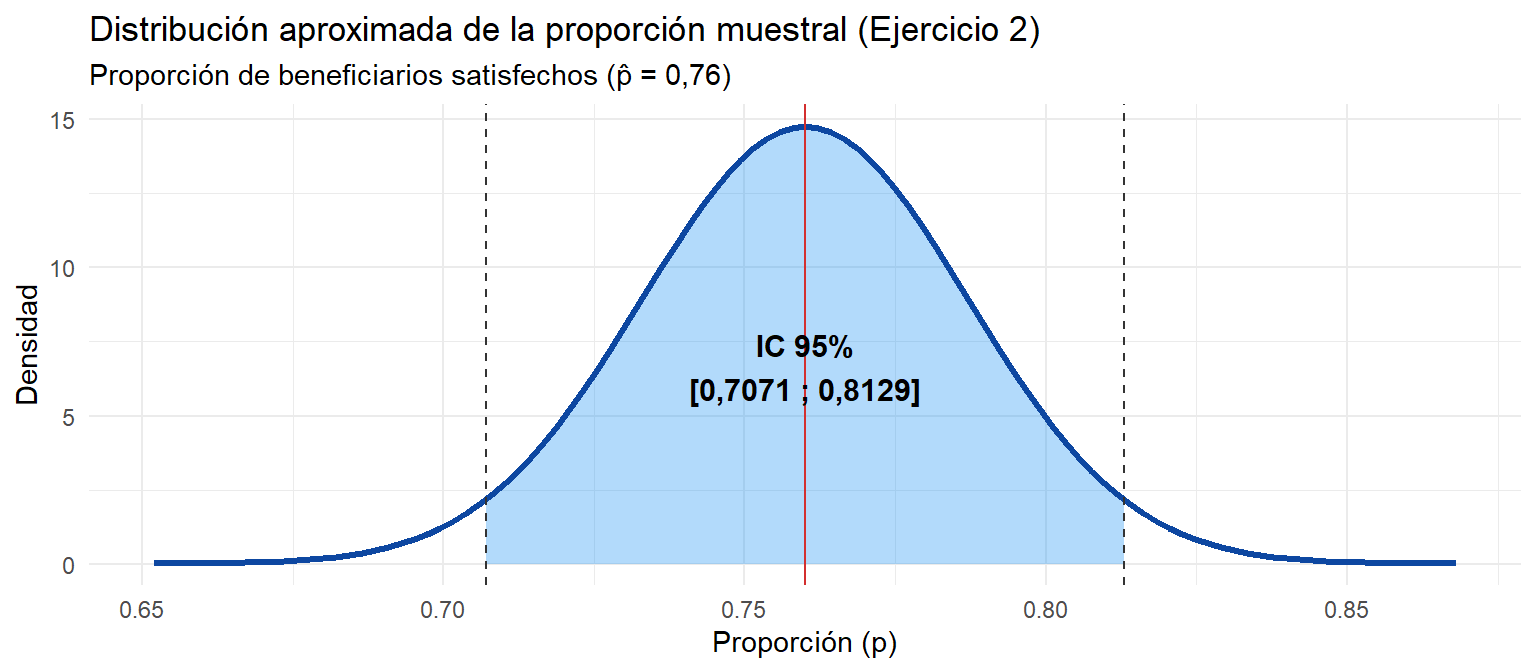 Distribución aproximada de la proporción muestral (Ejercicio 2)
Proporción de beneficiarios satisfechos (p̂ = 0,76)
15
10
5
0
Densidad
IC 95%
[0,7071 ; 0,8129]
0.65
0.70
0.75
0.80
0.85
Proporción (p)